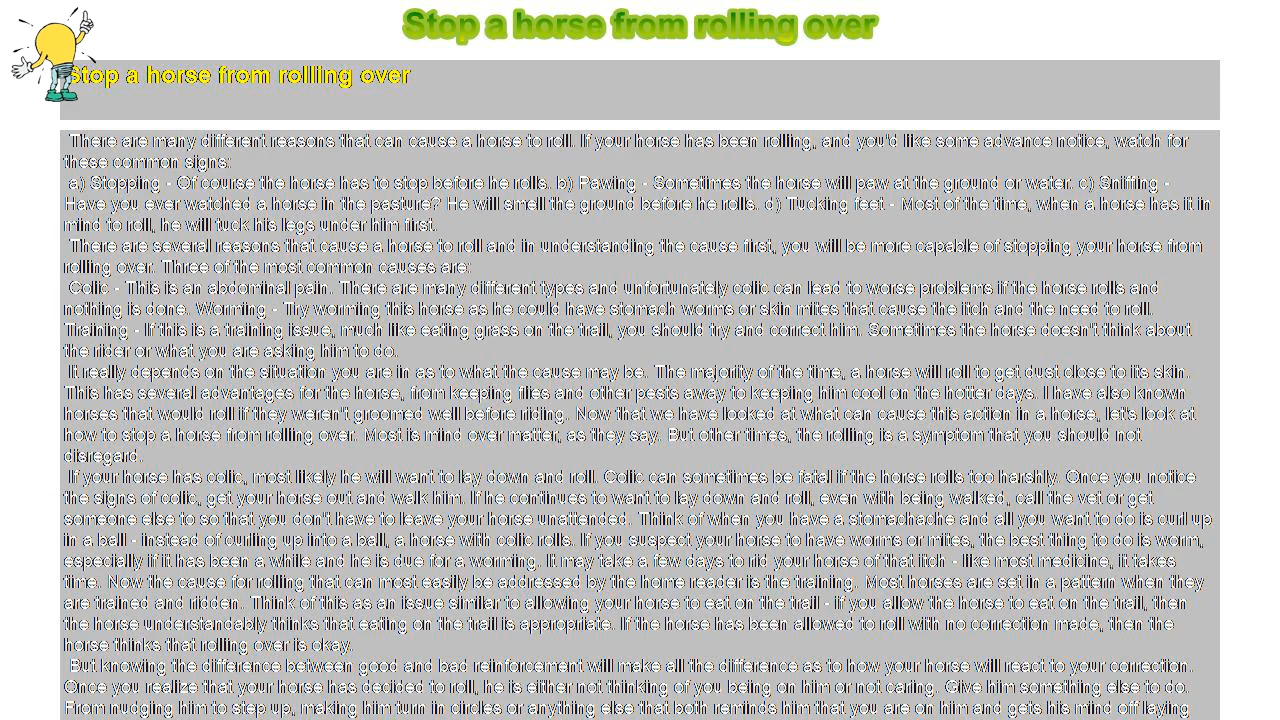 Stop a horse from rolling over
Stop a horse from rolling over
There are many different reasons that can cause a horse to roll. If your horse has been rolling, and you'd like some advance notice, watch for
these common signs:
a) Stopping - Of course the horse has to stop before he rolls. b) Pawing - Sometimes the horse will paw at the ground or water. c) Sniffing -
Have you ever watched a horse in the pasture? He will smell the ground before he rolls. d) Tucking feet - Most of the time, when a horse has it in
mind to roll, he will tuck his legs under him first.
There are several reasons that cause a horse to roll and in understanding the cause first, you will be more capable of stopping your horse from
rolling over. Three of the most common causes are:
Colic - This is an abdominal pain. There are many different types and unfortunately colic can lead to worse problems if the horse rolls and
nothing is done. Worming - Try worming this horse as he could have stomach worms or skin mites that cause the itch and the need to roll.
Training - If this is a training issue, much like eating grass on the trail, you should try and correct him. Sometimes the horse doesn't think about
the rider or what you are asking him to do.
It really depends on the situation you are in as to what the cause may be. The majority of the time, a horse will roll to get dust close to its skin.
This has several advantages for the horse, from keeping flies and other pests away to keeping him cool on the hotter days. I have also known
horses that would roll if they weren't groomed well before riding. Now that we have looked at what can cause this action in a horse, let's look at
how to stop a horse from rolling over. Most is mind over matter, as they say. But other times, the rolling is a symptom that you should not
disregard.
If your horse has colic, most likely he will want to lay down and roll. Colic can sometimes be fatal if the horse rolls too harshly. Once you notice
the signs of colic, get your horse out and walk him. If he continues to want to lay down and roll, even with being walked, call the vet or get
someone else to so that you don't have to leave your horse unattended. Think of when you have a stomachache and all you want to do is curl up
in a ball - instead of curling up into a ball, a horse with colic rolls. If you suspect your horse to have worms or mites, the best thing to do is worm,
especially if it has been a while and he is due for a worming. It may take a few days to rid your horse of that itch - like most medicine, it takes
time. Now the cause for rolling that can most easily be addressed by the home reader is the training. Most horses are set in a pattern when they
are trained and ridden. Think of this as an issue similar to allowing your horse to eat on the trail - if you allow the horse to eat on the trail, then
the horse understandably thinks that eating on the trail is appropriate. If the horse has been allowed to roll with no correction made, then the
horse thinks that rolling over is okay.
But knowing the difference between good and bad reinforcement will make all the difference as to how your horse will react to your correction.
Once you realize that your horse has decided to roll, he is either not thinking of you being on him or not caring. Give him something else to do.
From nudging him to step up, making him turn in circles or anything else that both reminds him that you are on him and gets his mind off laying